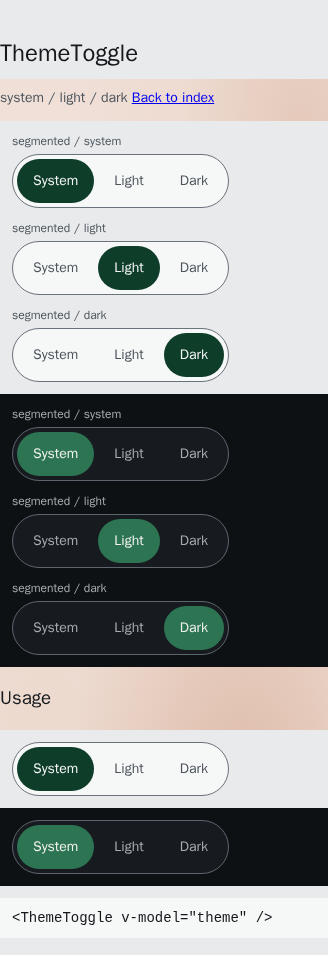 ThemeToggle
system / light / dark Back to index
segmented / system
System Light Dark
segmented / light
System Light Dark
segmented / dark
System Light Dark
segmented / system
System Light Dark
segmented / light
System Light Dark
segmented / dark
System Light Dark
Usage
System Light Dark
System Light Dark
<ThemeToggle v-model="theme" />